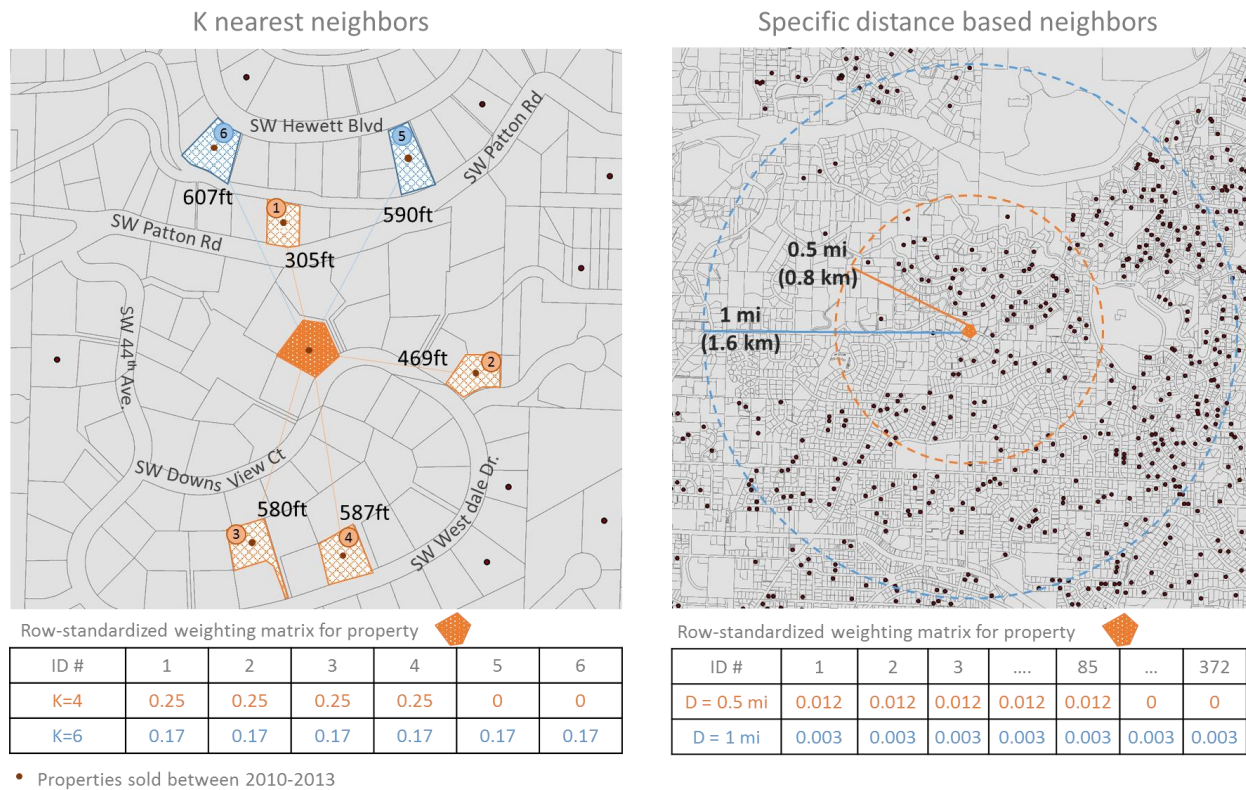 K nearest neighbors
SW Hewett Blvd
SW Patton Rd
6
5
607ft
1
590ft
SW Patton Rd
305ft
SW 44th Ave.
469ft
2
SW Downs View Ct
580ft
587ft
3
4
SW West dale Dr.
Row-standardized weighting matrix for property
ID # 1 2 3 4 5 6
K=4 0.25 0.25 0.25 0.25 0 0
K=6 0.17 0.17 0.17 0.17 0.17 0.17
Properties sold between 2010-2013
Specific distance based neighbors
0.5 mi
(0.8 km)
1 mi
(1.6 km)
Row-standardized weighting matrix for property
ID # 1 2 3 .... 85 ... 372
D = 0.5 mi 0.012 0.012 0.012 0.012 0.012 0 0
D = 1 mi 0.003 0.003 0.003 0.003 0.003 0.003 0.003